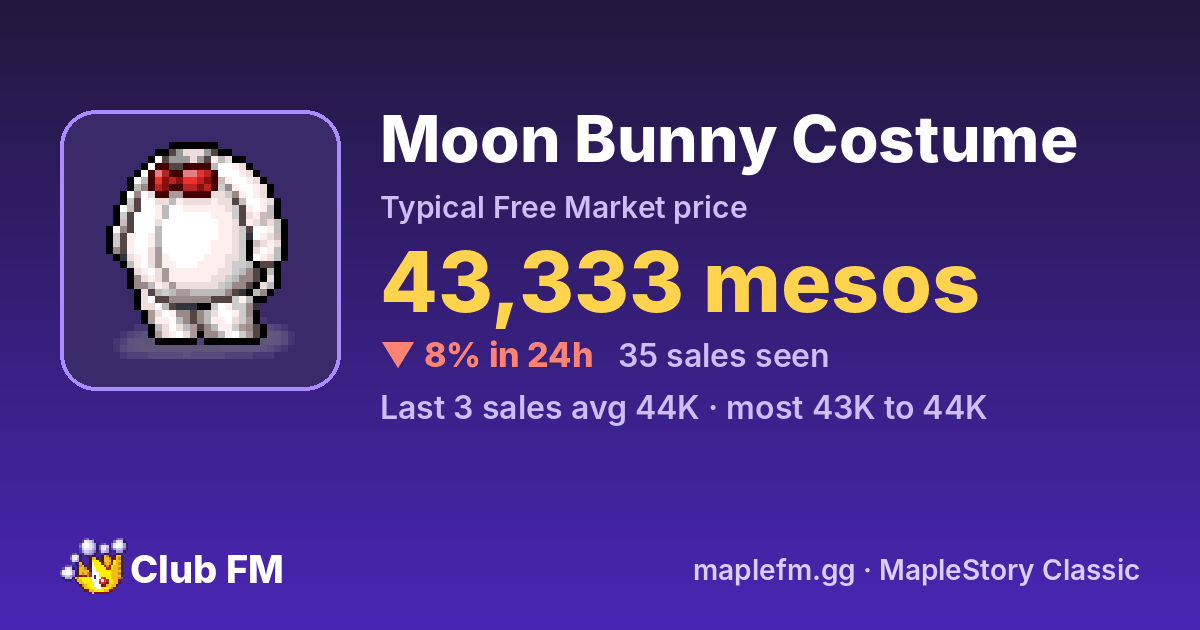 Moon Bunny Costume
Typical Free Market price
43,333 mesos
▼ 8% in 24h 35 sales seen
Last 3 sales avg 44K · most 43K to 44K
Club FM
maplefm.gg · MapleStory Classic